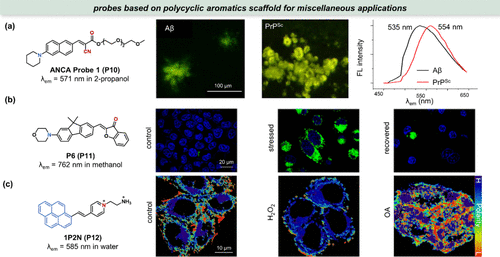 probes based on polycyclic aromatics scaffold for miscellaneous applications
(a)
N
O
O
O
O
CN
ANCA Probe 1 (P10)
λem = 571 nm in 2-propanol
Aβ
100 μm
PrPSc
535 nm
554 nm
FL intensity
Aβ
PrPSc
450
550
650
λem (nm)
(b)
O
N
O
O
P6 (P11)
λem = 762 nm in methanol
control
20 μm
stressed
recovered
(c)
N
NH3
1P2N (P12)
λem = 585 nm in water
control
10 μm
H2O2
OA
H
Polarity
L